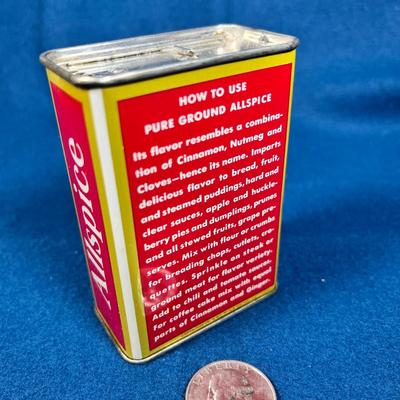 HOW TO USE
PURE GROUND ALLSPICE
Its flavor resembles a combina-
tion of Cinnamon, Nutmeg and
Cloves—hence its name. Imparts
delicious flavor to bread, fruit,
and steamed puddings, hard and
clear sauces, apple and huckle-
berry pies and dumplings, prunes
and all stewed fruits, grape pre-
serves. Mix with flour or crumbs
for breading chops, cutlets, cro-
quettes. Sprinkle on steak or
ground meat for flavor variety.
Add to chili and tomato sauces.
For coffee cake mix with equal
parts of Cinnamon and Ginger.
Allspice
LIBERTY